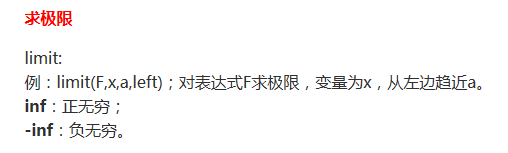 求极限
limit:
例：limit(F,x,a,left)；对表达式F求极限，变量为x，从左边趋近a。
inf：正无穷；
-inf：负无穷。